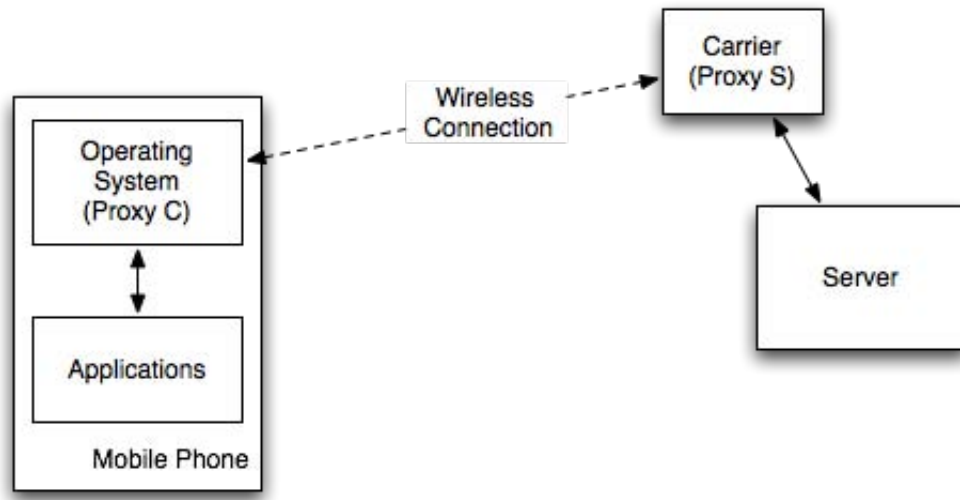 Carrier
(Proxy S)
Wireless
Connection
Operating
System
(Proxy C)
Server
Applications
Mobile Phone